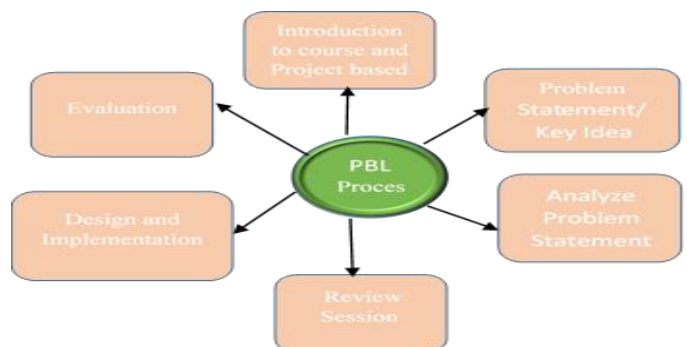 Introduction
to course and
Project based
Problem
Statement/
Key Idea
Analyze
Problem
Statement
Review
Session
Design and
Implementation
Evaluation
PBL
Proces